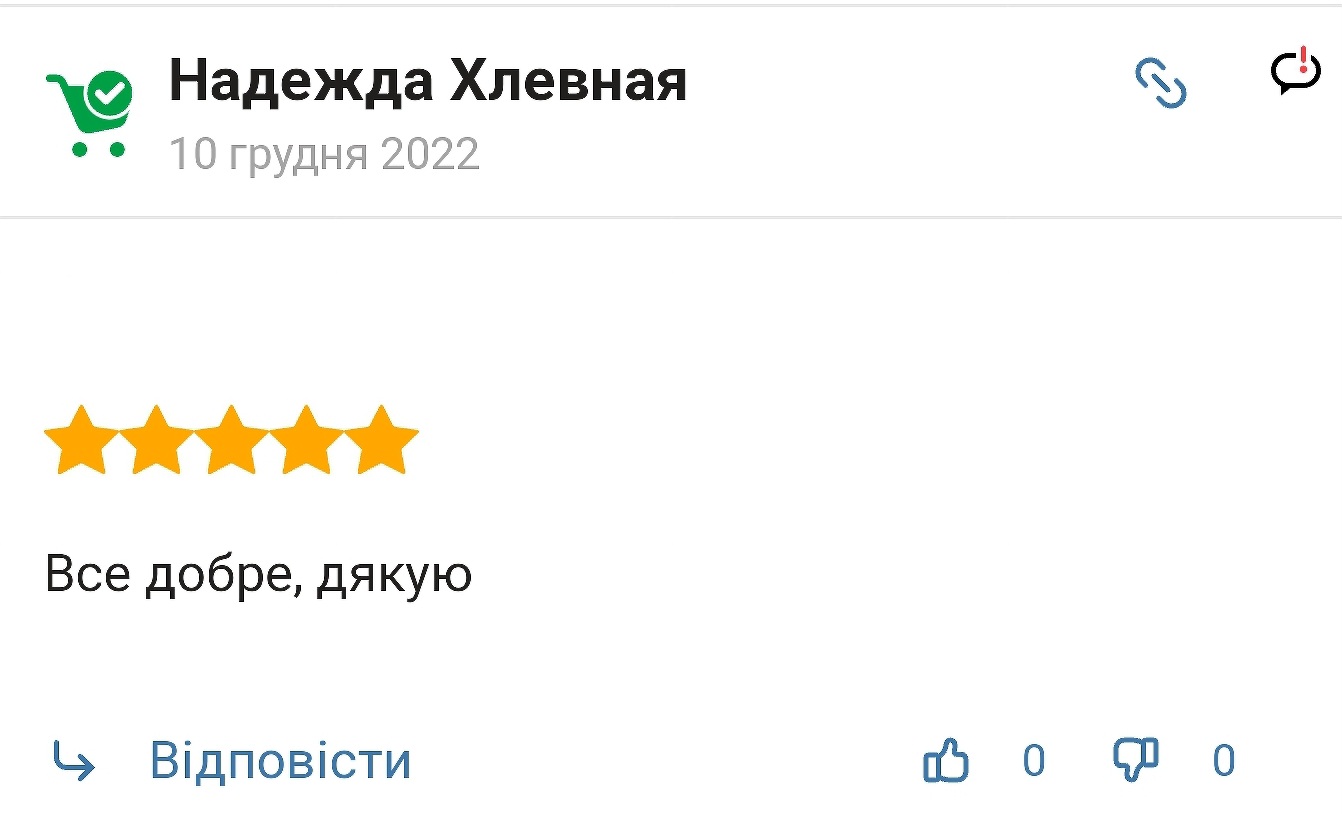 Надежда Хлевная
10 грудня 2022
Все добре, дякую
Відповісти 0 0